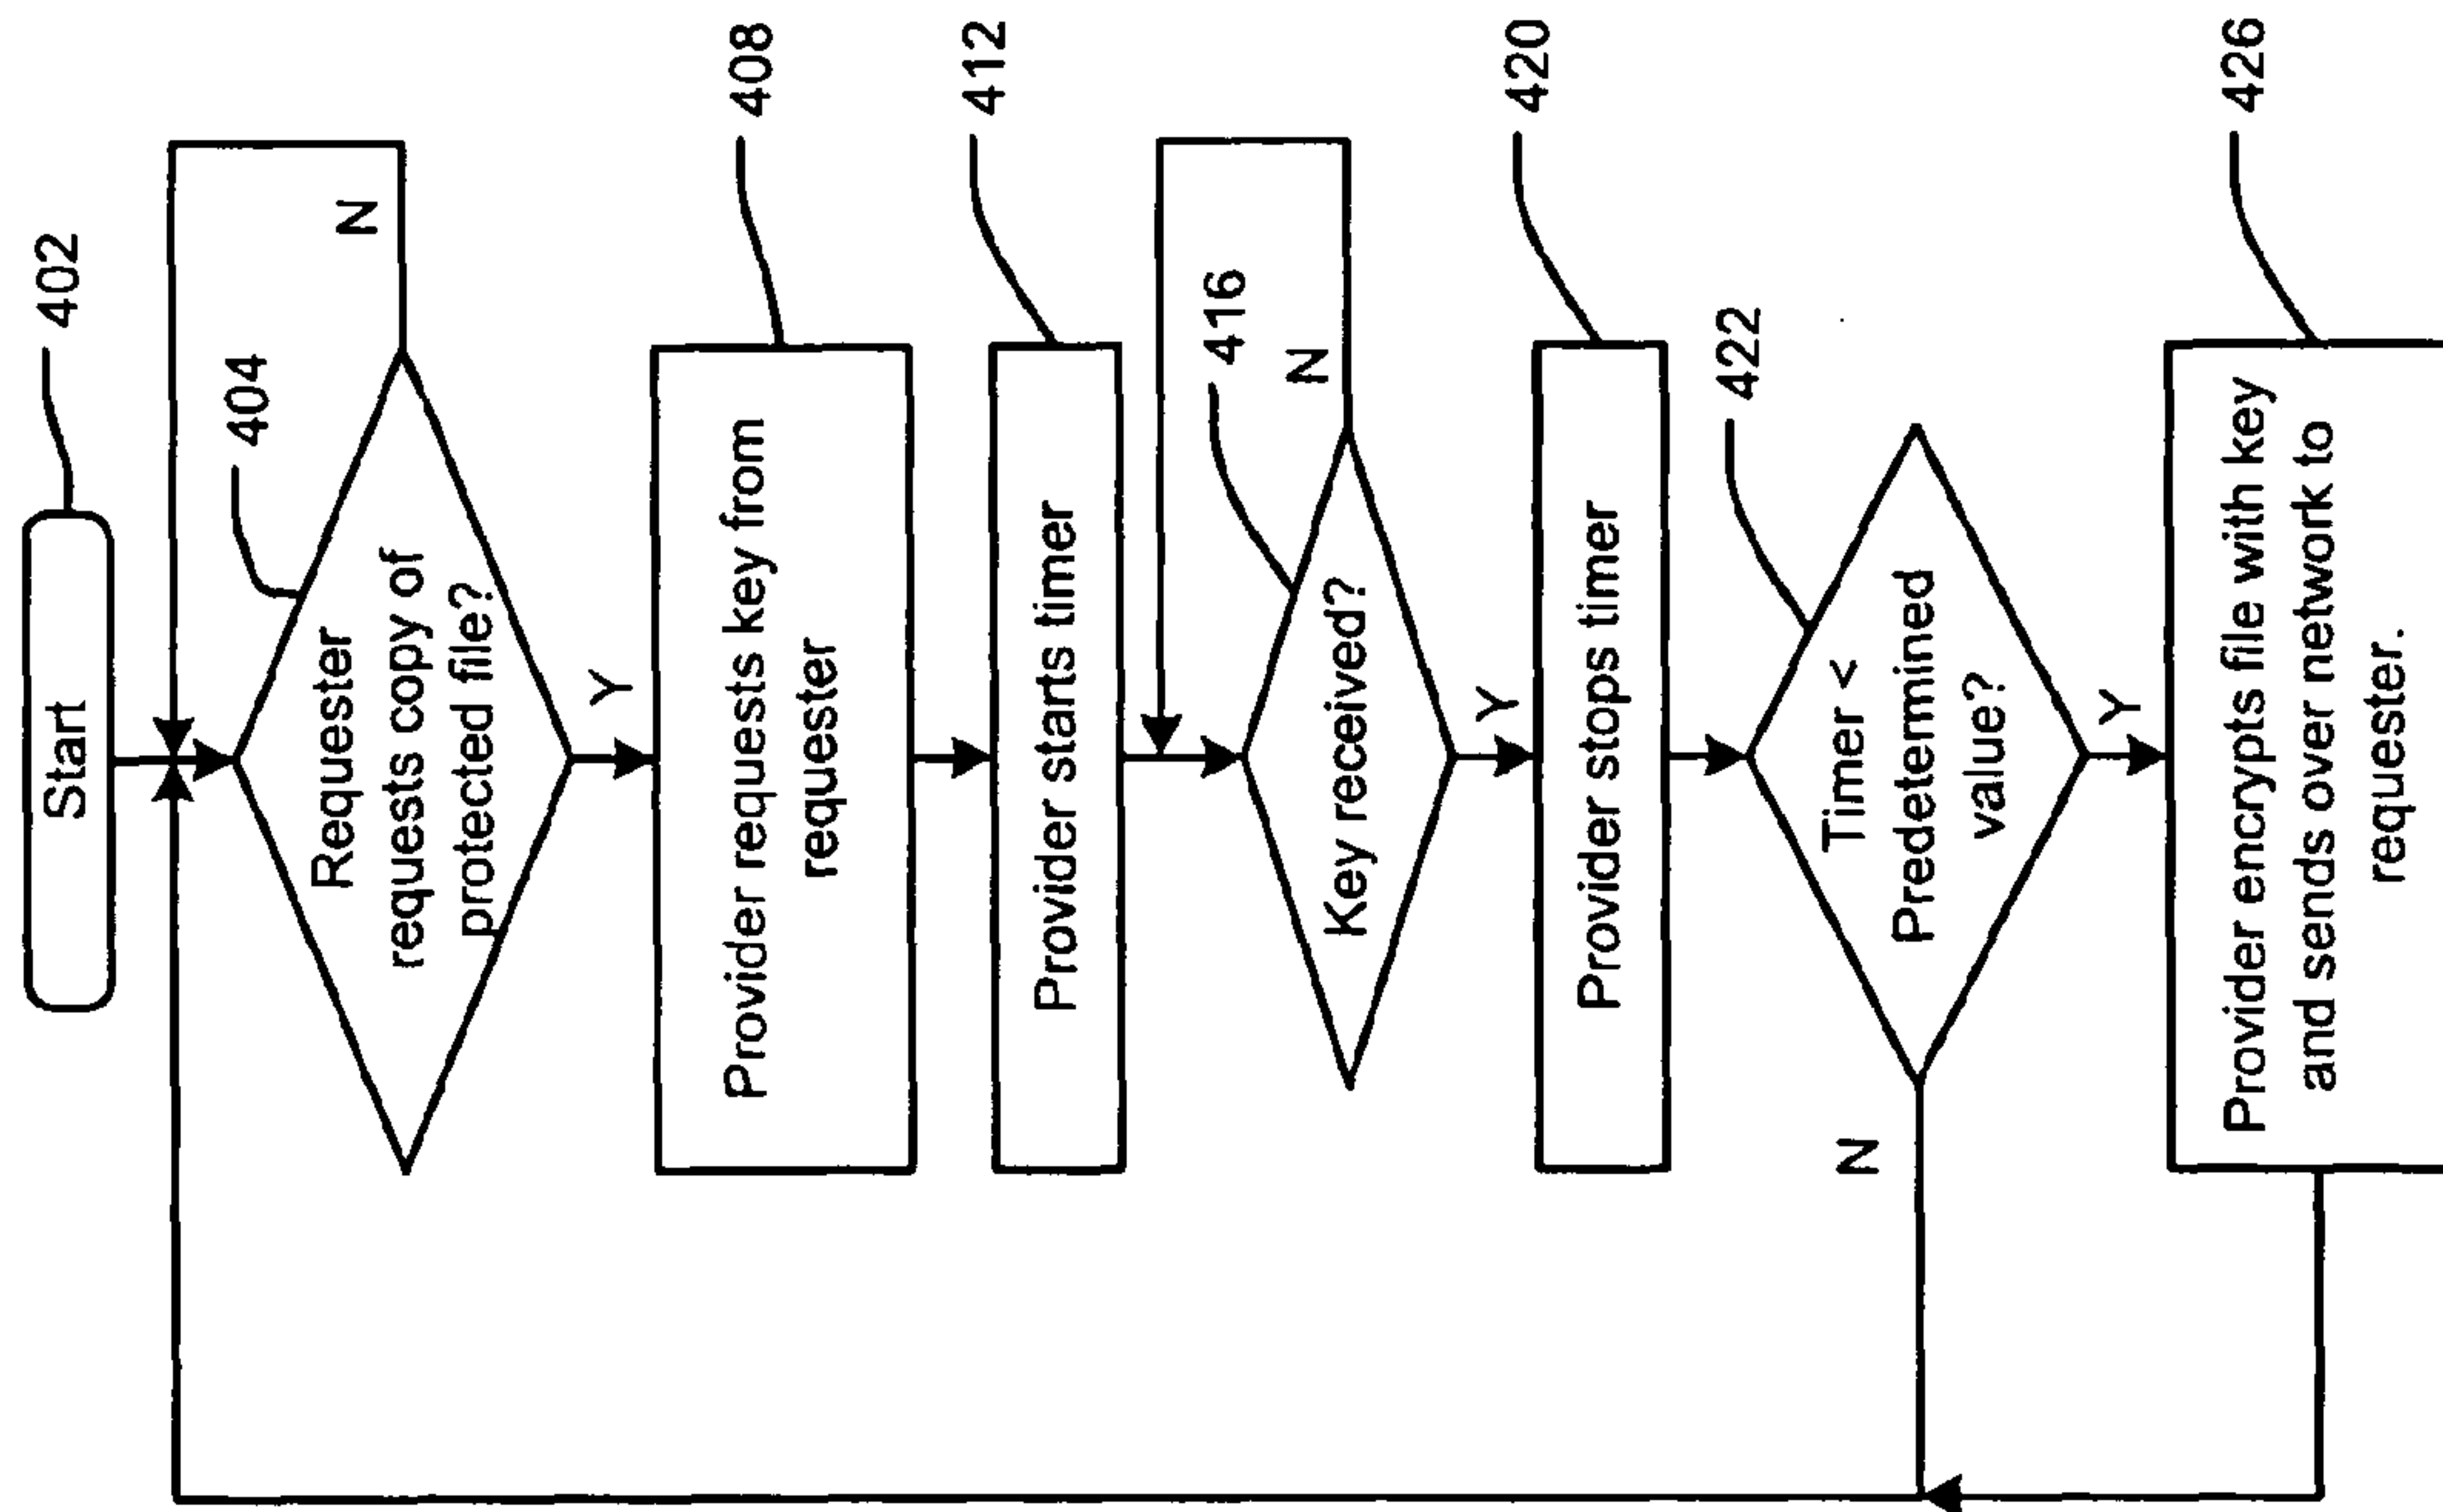 Start
402
404
Requester
requests copy of
protected file?
N
Y
408
Provider requests key from
requester
412
Provider starts timer
416
Key received?
N
Y
420
Provider stops timer
422
Timer <
Predetermined
value?
N
Y
426
Provider encrypts file with key
and sends over network to
requester.